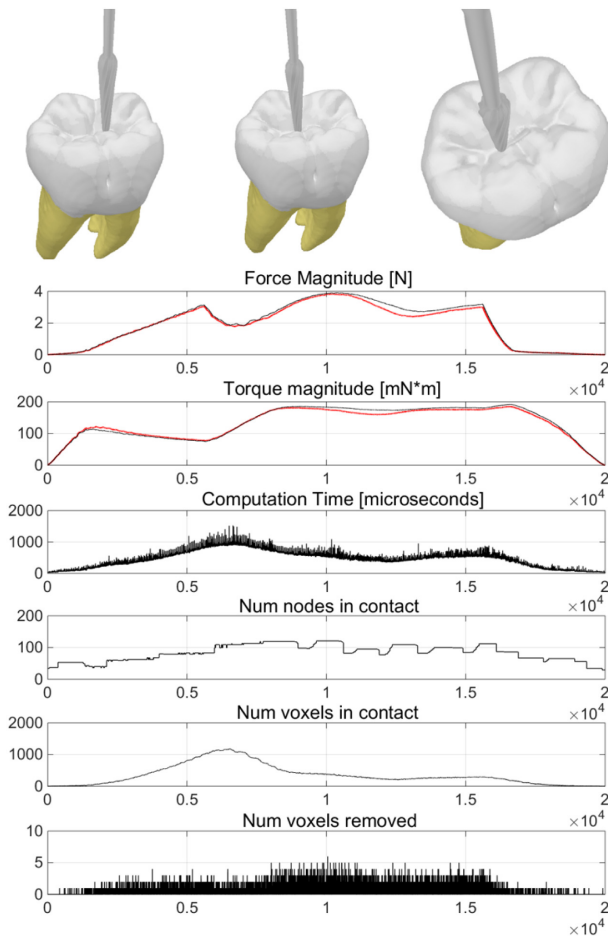 Force Magnitude [N]
4
2
0
0 0.5 1 1.5 2
×10⁴
Torque magnitude [mN*m]
200
100
0
0 0.5 1 1.5 2
×10⁴
Computation Time [microseconds]
2000
1000
0
0 0.5 1 1.5 2
×10⁴
Num nodes in contact
200
100
0
0 0.5 1 1.5 2
×10⁴
Num voxels in contact
2000
1000
0
0 0.5 1 1.5 2
×10⁴
Num voxels removed
10
5
0
0 0.5 1 1.5 2
×10⁴